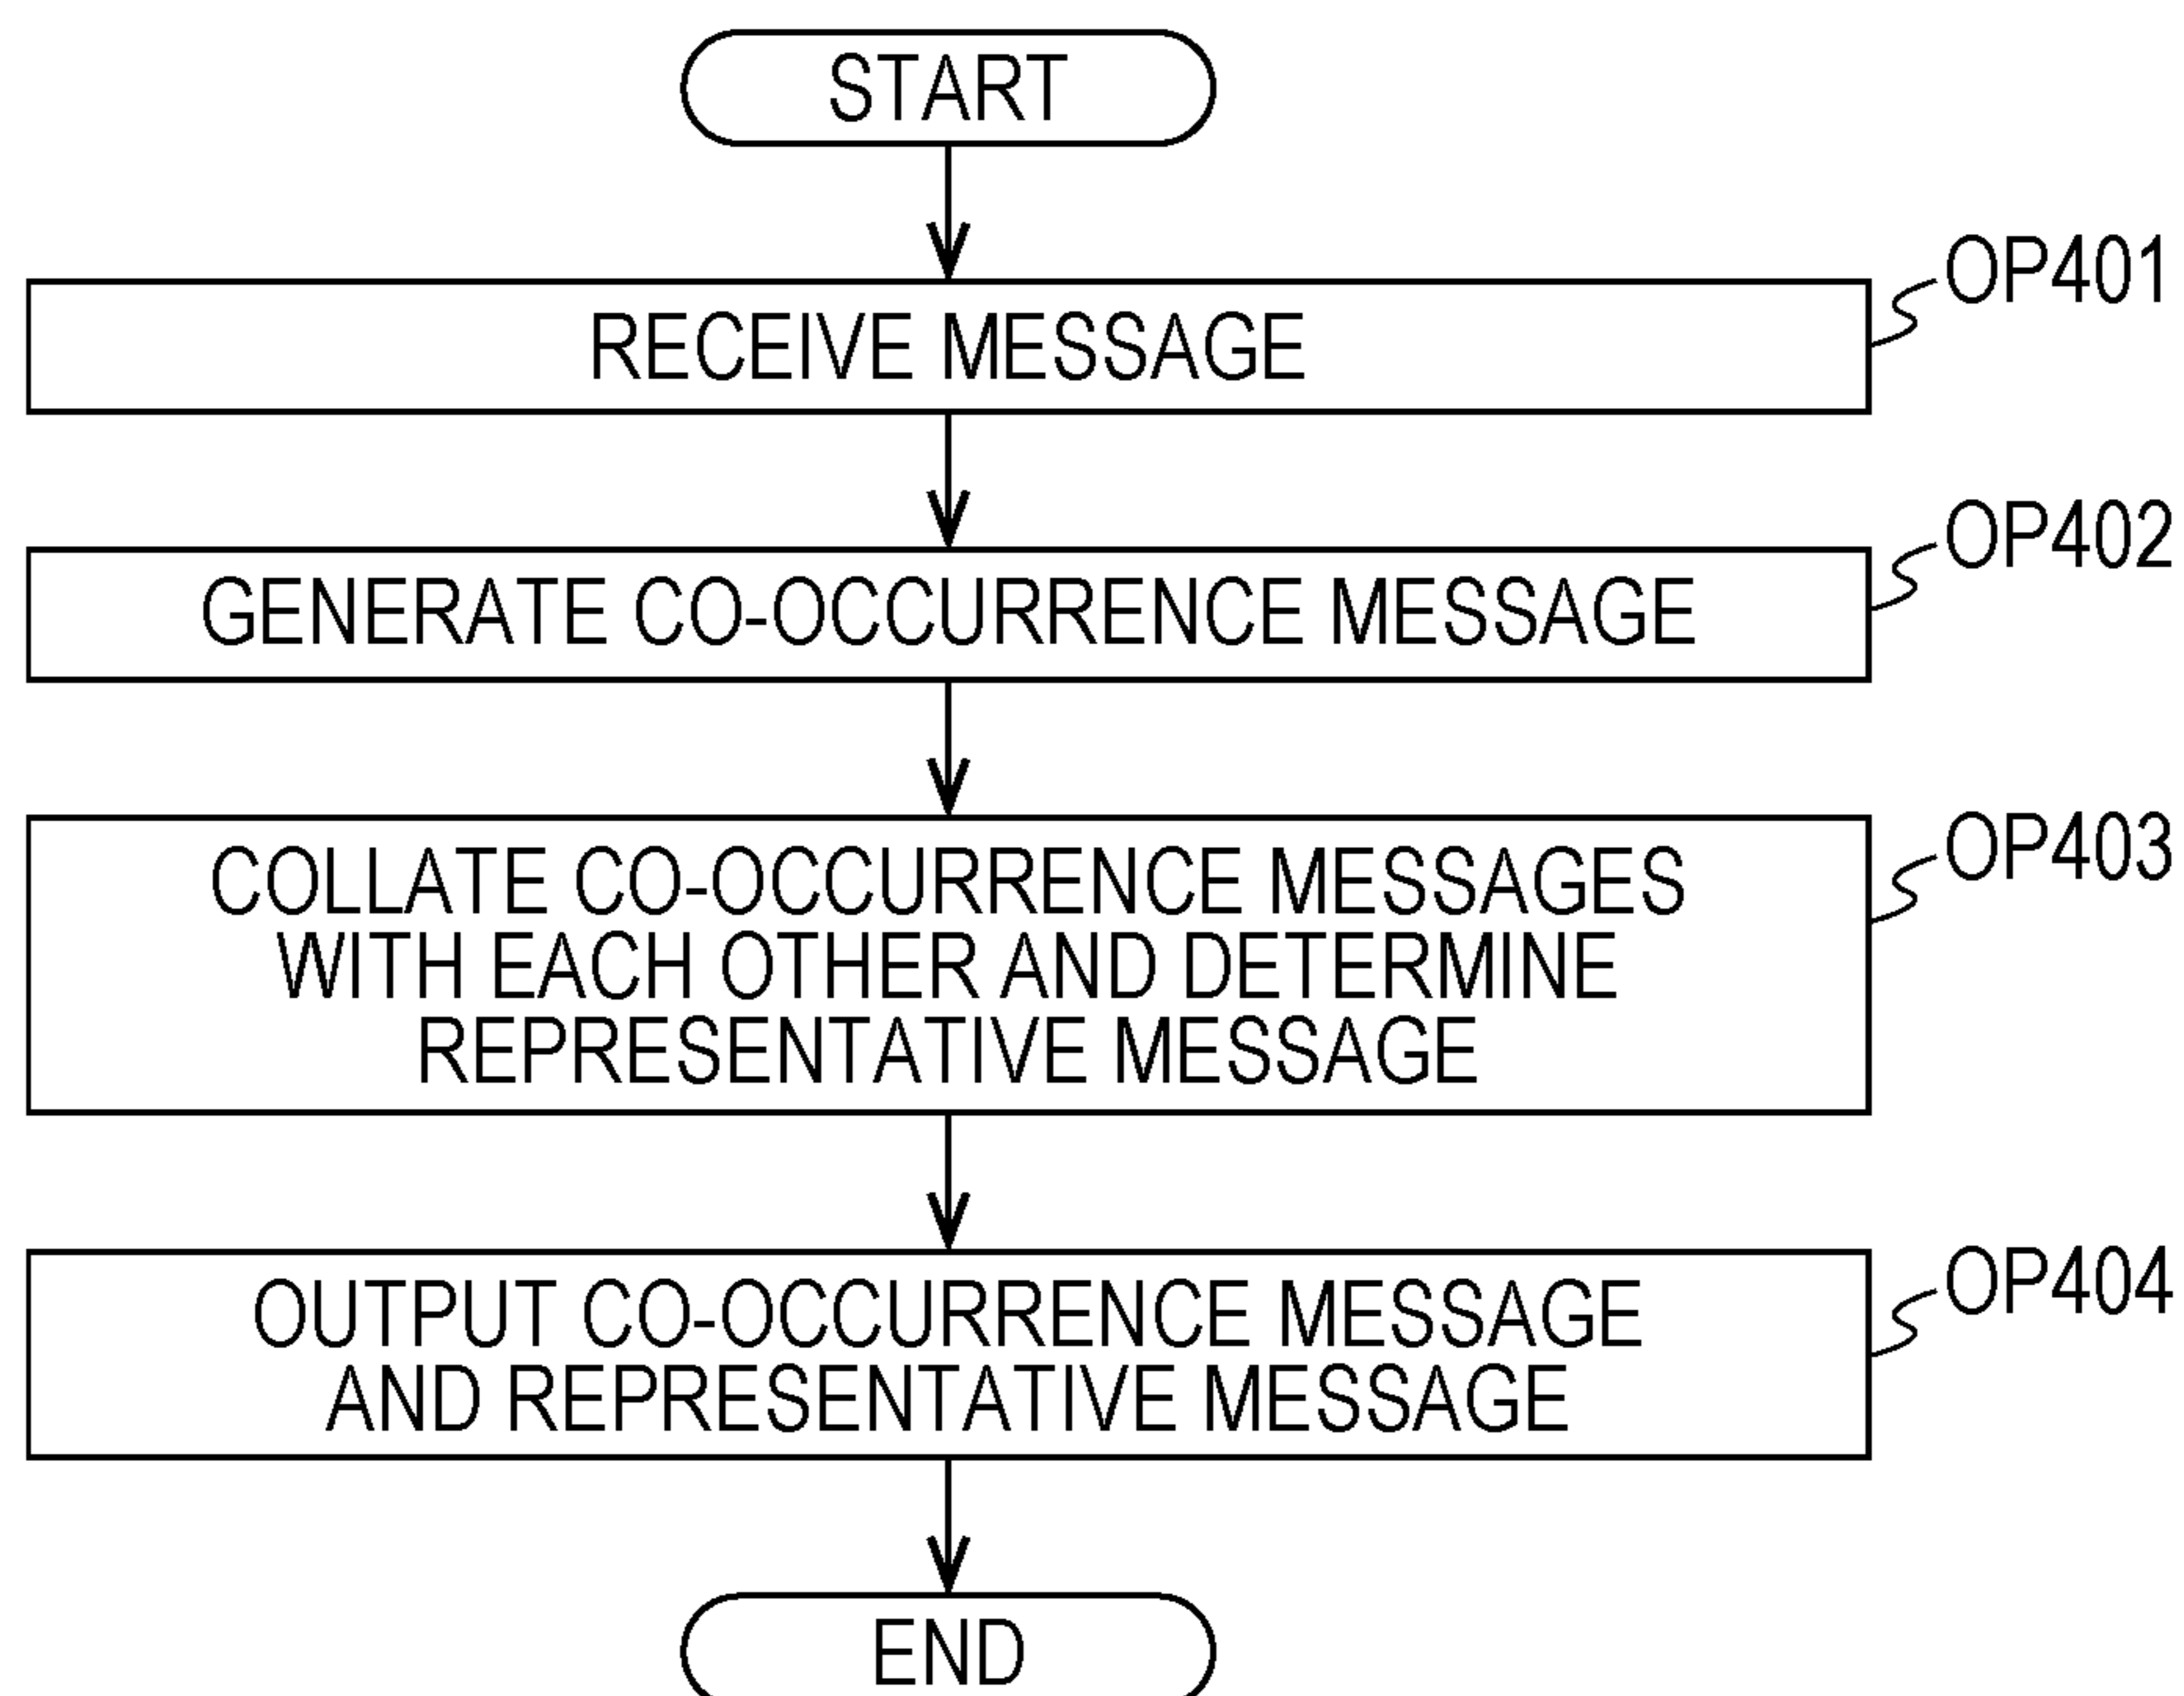 START
OP401
RECEIVE MESSAGE
OP402
GENERATE CO-OCCURRENCE MESSAGE
OP403
COLLATE CO-OCCURRENCE MESSAGES
WITH EACH OTHER AND DETERMINE
REPRESENTATIVE MESSAGE
OP404
OUTPUT CO-OCCURRENCE MESSAGE
AND REPRESENTATIVE MESSAGE
END